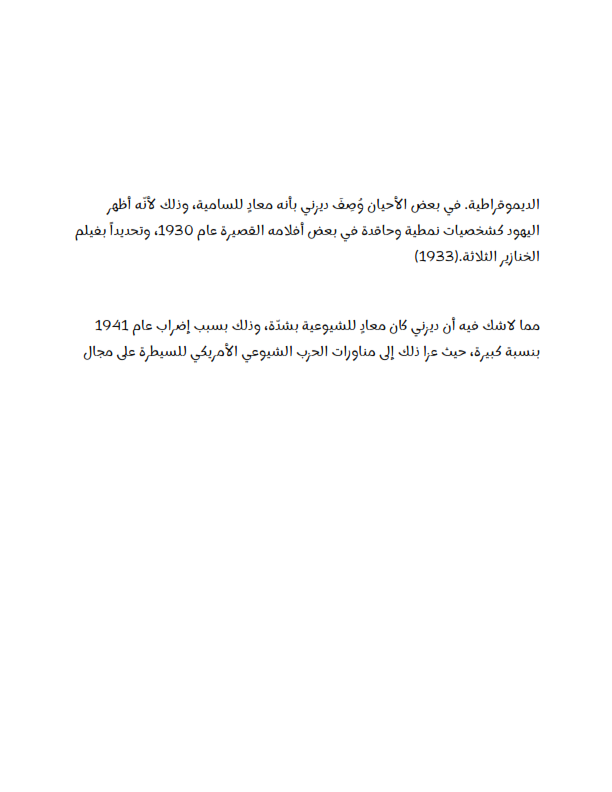 الديموقراطية. في بعض الأحيان وُصِفَ ديزني بأنه معادٍ للسامية، وذلك لأنّه أظهر
اليهود كشخصيات نمطية وحاقدة في بعض أفلامه القصيرة عام 1930، وتحديداً بفيلم
الخنازير الثلاثة.(1933)
مما لاشك فيه أن ديزني كان معادٍ للشيوعية بشدّة، وذلك بسبب إضراب عام 1941
بنسبة كبيرة، حيث عزا ذلك إلى مناورات الحزب الشيوعي الأمريكي للسيطرة على مجال